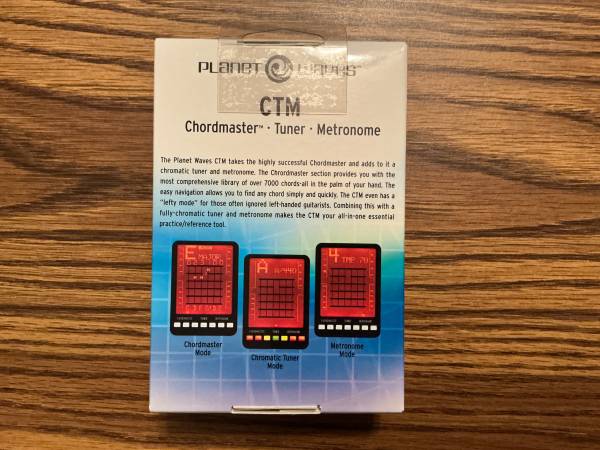 PLANET WAVES
CTM
Chordmaster™ · Tuner · Metronome
The Planet Waves CTM takes the highly successful Chordmaster and adds to it a
chromatic tuner and metronome. The Chrordmaster section provides you with the
most comprehensive library of over 7000 chords-all in the palm of your hand. The
easy navigation allows you to find any chord simply and quickly. The CTM even has a
"lefty mode" for those often ignored left-handed guitarists. Combining this with a
fully-chromatic tuner and metronome makes the CTM your all-in-one essential
practice/reference tool.
E
MAJOR
023100
A
A/440
4
TMP
Chordmaster
Mode
Chromatic Tuner
Mode
Metronome
Mode